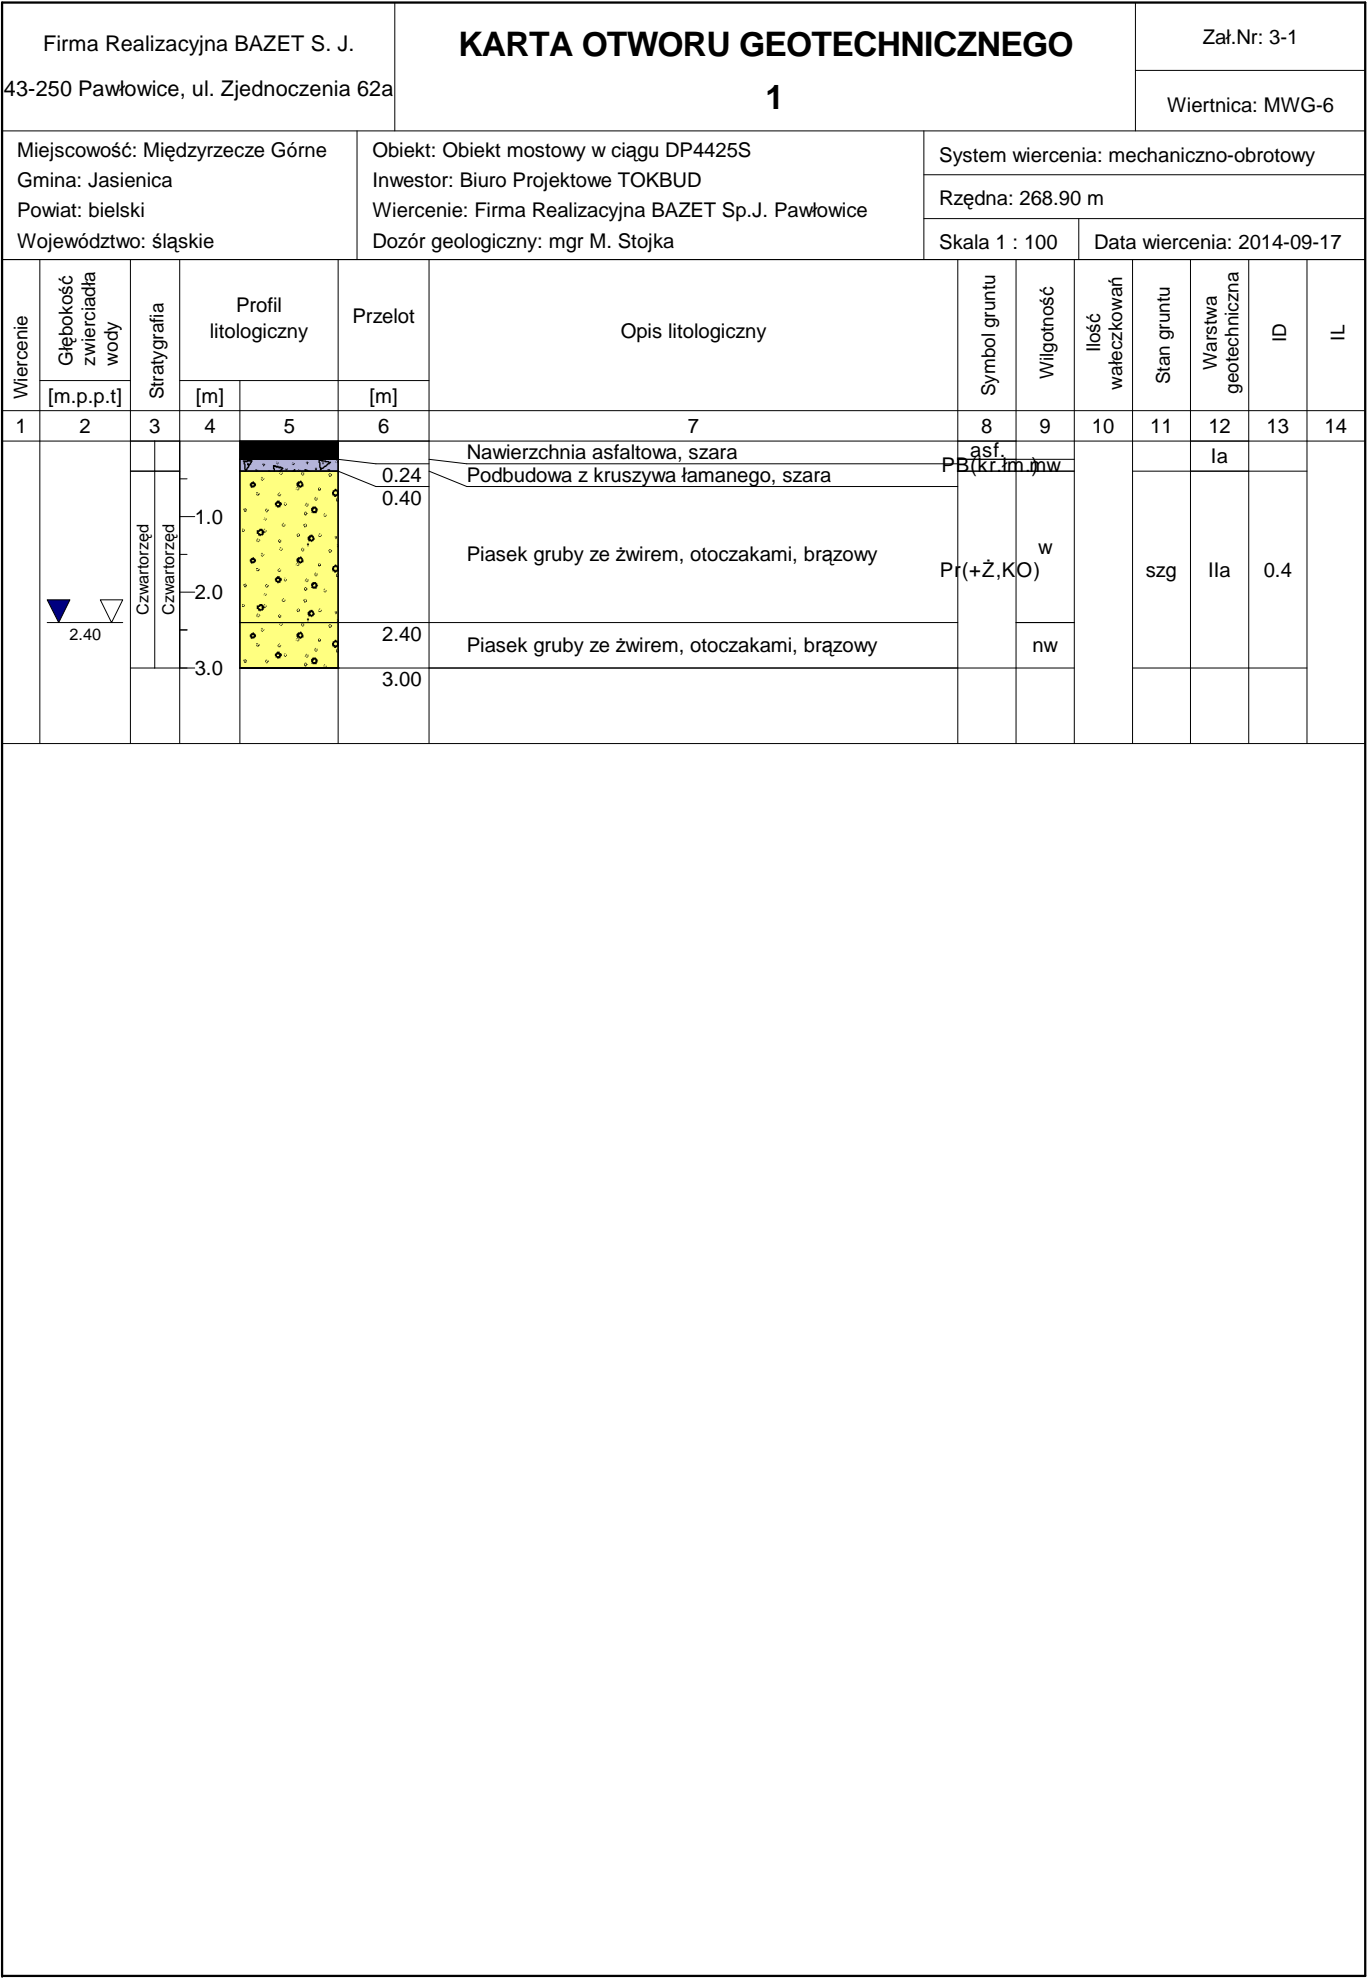 Firma Realizacyjna BAZET S. J.
43-250 Pawłowice, ul. Zjednoczenia 62a
KARTA OTWORU GEOTECHNICZNEGO
1
Zał.Nr: 3-1
Wiertnica: MWG-6
Miejscowość: Międzyrzecze Górne
Gmina: Jasienica
Powiat: bielski
Województwo: śląskie
Obiekt: Obiekt mostowy w ciągu DP4425S
Inwestor: Biuro Projektowe TOKBUD
Wiercenie: Firma Realizacyjna BAZET Sp.J. Pawłowice
Dozór geologiczny: mgr M. Stojka
System wiercenia: mechaniczno-obrotowy
Rzędna: 268.90 m
Skala 1 : 100
Data wiercenia: 2014-09-17
Wiercenie
Głębokość
zwierciadła
wody
[m.p.p.t]
Stratygrafia
Profil
litologiczny
[m]
Przelot
[m]
Opis litologiczny
Symbol gruntu
Wilgotność
Ilość
wałeczkowań
Stan gruntu
Warstwa
geotechniczna
ID
IL
1 2 3 4 5 6 7 8 9 10 11 12 13 14
Nawierzchnia asfaltowa, szara
asf.
Ia
0.24
Podbudowa z kruszywa łamanego, szara
PB(kr.łm.)
mw
0.40
1.0
Czwartorzęd
Czwartorzęd
Piasek gruby ze żwirem, otoczakami, brązowy
w
Pr(+Ż,KO)
szg
IIa
0.4
2.0
2.40
2.40
Piasek gruby ze żwirem, otoczakami, brązowy
nw
3.0
3.00